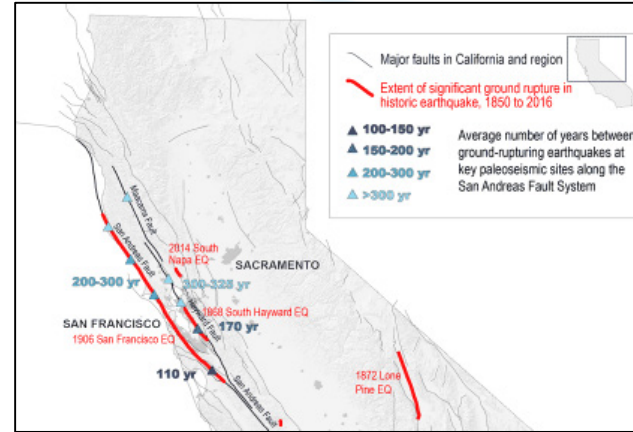 Major faults in California and region
Extent of significant ground rupture in
historic earthquake, 1850 to 2016
100-150 yr
150-200 yr
200-300 yr
>300 yr
Average number of years between
ground-rupturing earthquakes at
key paleoseismic sites along the
San Andreas Fault System
Maacama Fault
San Andreas Fault
2014 South
Napa EQ
SACRAMENTO
200-300 yr
300-325 yr
Hayward Fault
1868 South Hayward EQ
SAN FRANCISCO
170 yr
1906 San Francisco EQ
110 yr
San Andreas Fault
1872 Lone
Pine EQ